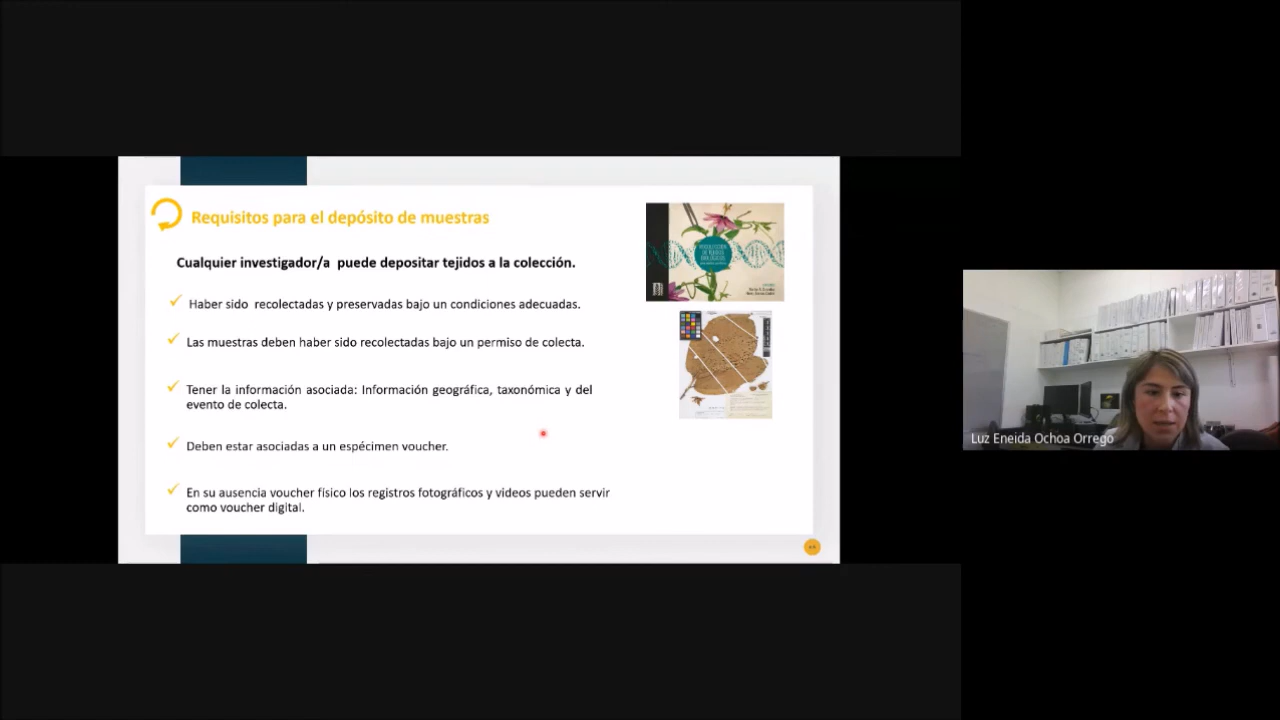 Requisitos para el depósito de muestras
Cualquier investigador/a puede depositar tejidos a la colección.
Haber sido recolectadas y preservadas bajo un condiciones adecuadas.
Las muestras deben haber sido recolectadas bajo un permiso de colecta.
Tener la información asociada: Información geográfica, taxonómica y del
evento de colecta.
Deben estar asociadas a un espécimen voucher.
En su ausencia voucher físico los registros fotográficos y videos pueden servir
como voucher digital.
Luz Eneida Ochoa Orrego